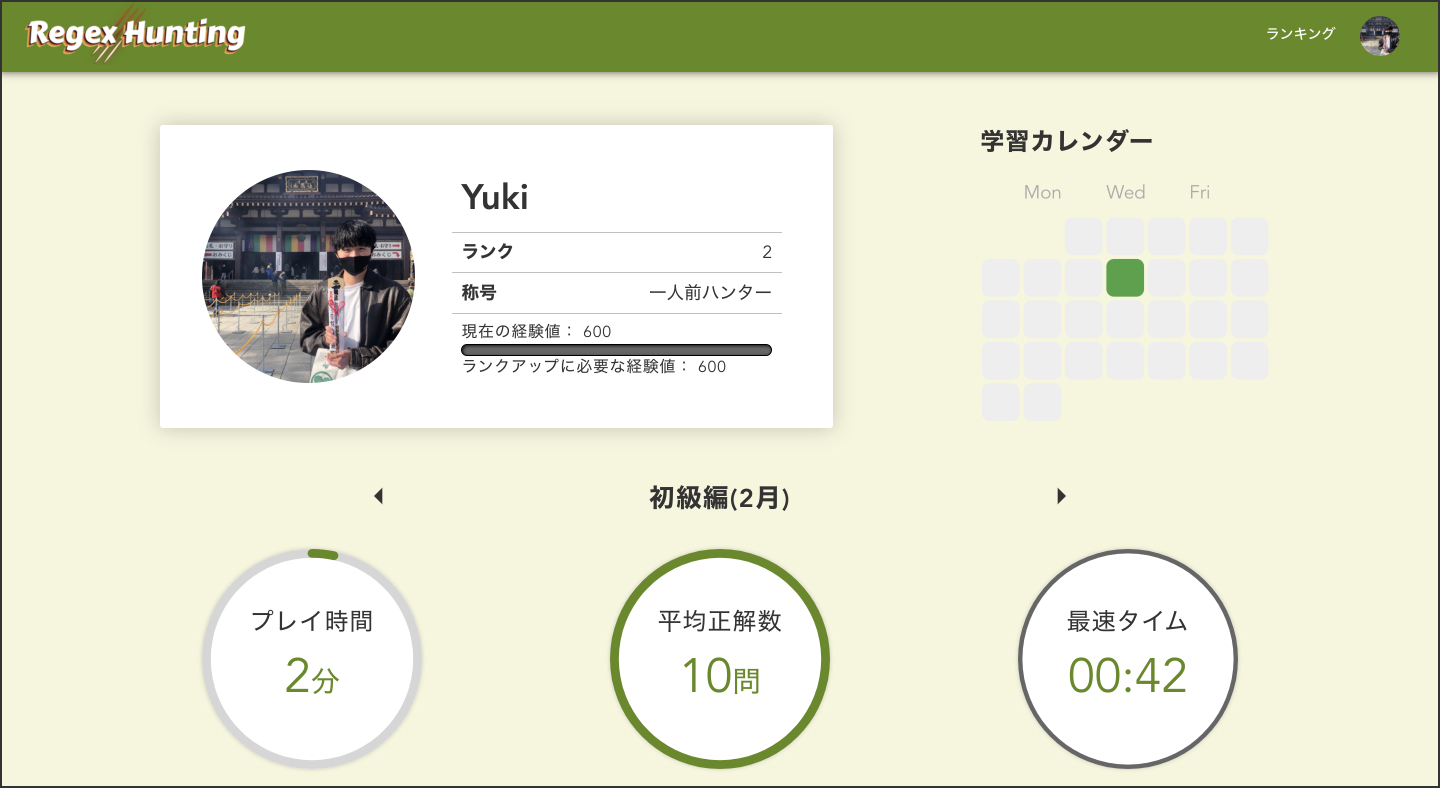 Regex Hunting
ランキング
Yuki
ランク 2
称号 一人前ハンター
現在の経験値： 600
ランクアップに必要な経験値： 600
学習カレンダー
Mon Wed Fri
初級編(2月)
プレイ時間
2分
平均正解数
10問
最速タイム
00:42
おみくじ